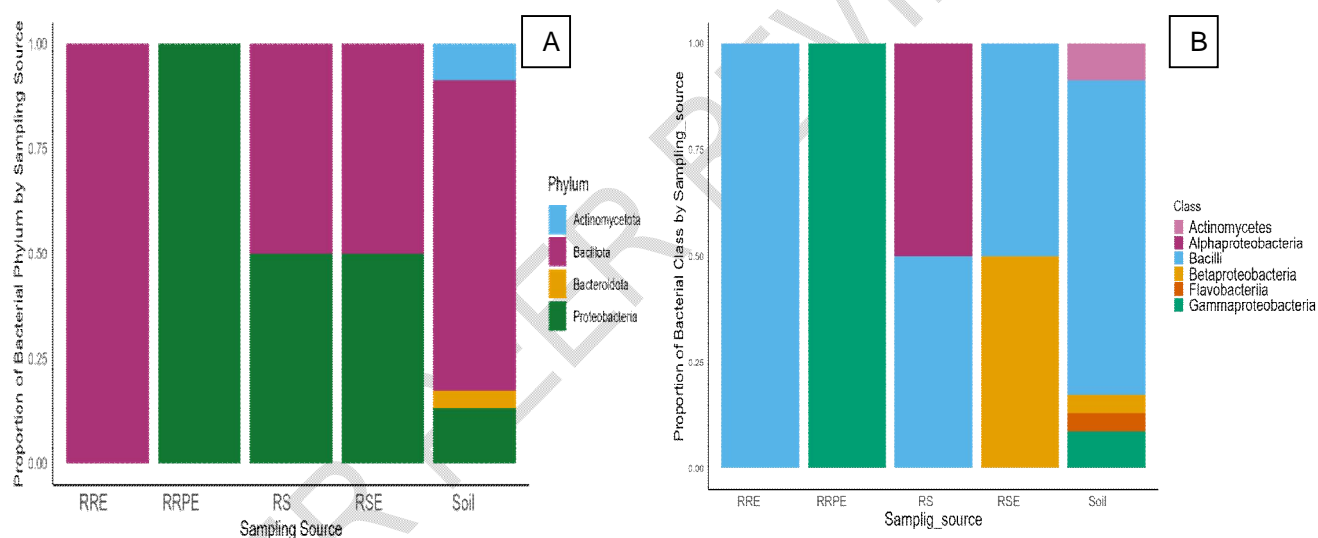 A
Proportion of Bacterial Phylum by Sampling Source
1.00
0.75
0.50
0.25
0.00
RRE RRPE RS RSE Soil
Sampling Source
Phylum
Actinomycetota
Bacillota
Bacteroidota
Proteobacteria
B
Proportion of Bacterial Class by Sampling_source
1.00
0.75
0.50
0.25
0.00
RRE RRPE RS RSE Soil
Samplig_source
Class
Actinomycetes
Alphaproteobacteria
Bacilli
Betaproteobacteria
Flavobacteriia
Gammaproteobacteria